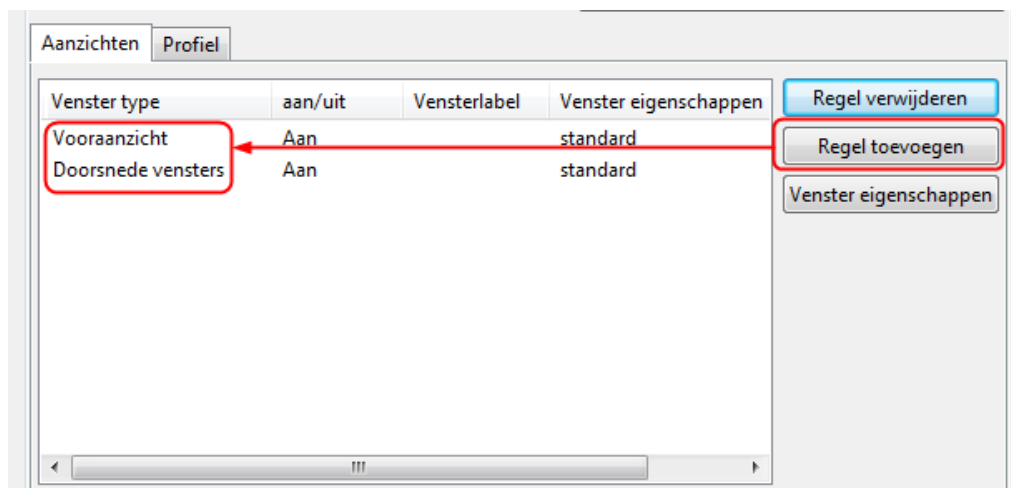 Aanzichten Profiel
Venster type aan/uit Vensterlabel Venster eigenschappen
Vooraanzicht Aan standard
Doorsnede vensters Aan standard
Regel verwijderen
Regel toevoegen
Venster eigenschappen